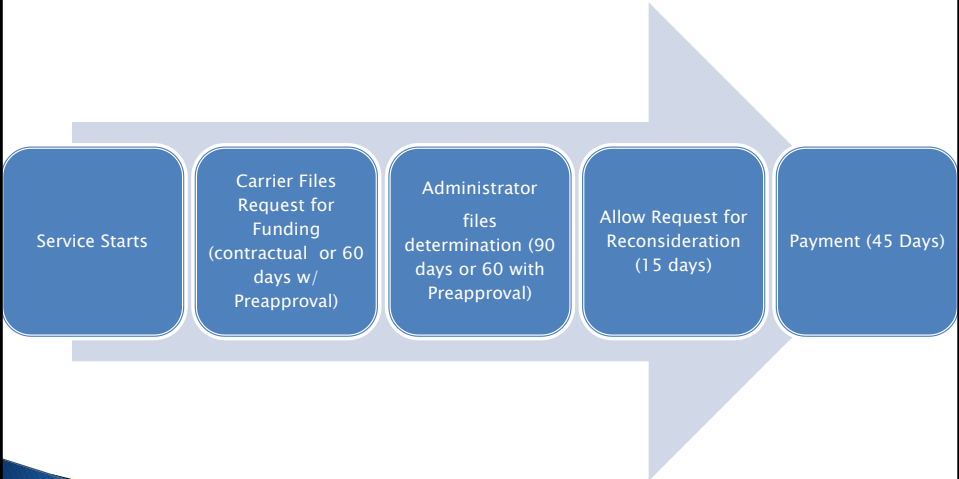 Service Starts
Carrier Files
Request for
Funding
(contractual or 60
days w/
Preapproval)
Administrator
files
determination (90
days or 60 with
Preapproval)
Allow Request for
Reconsideration
(15 days)
Payment (45 Days)